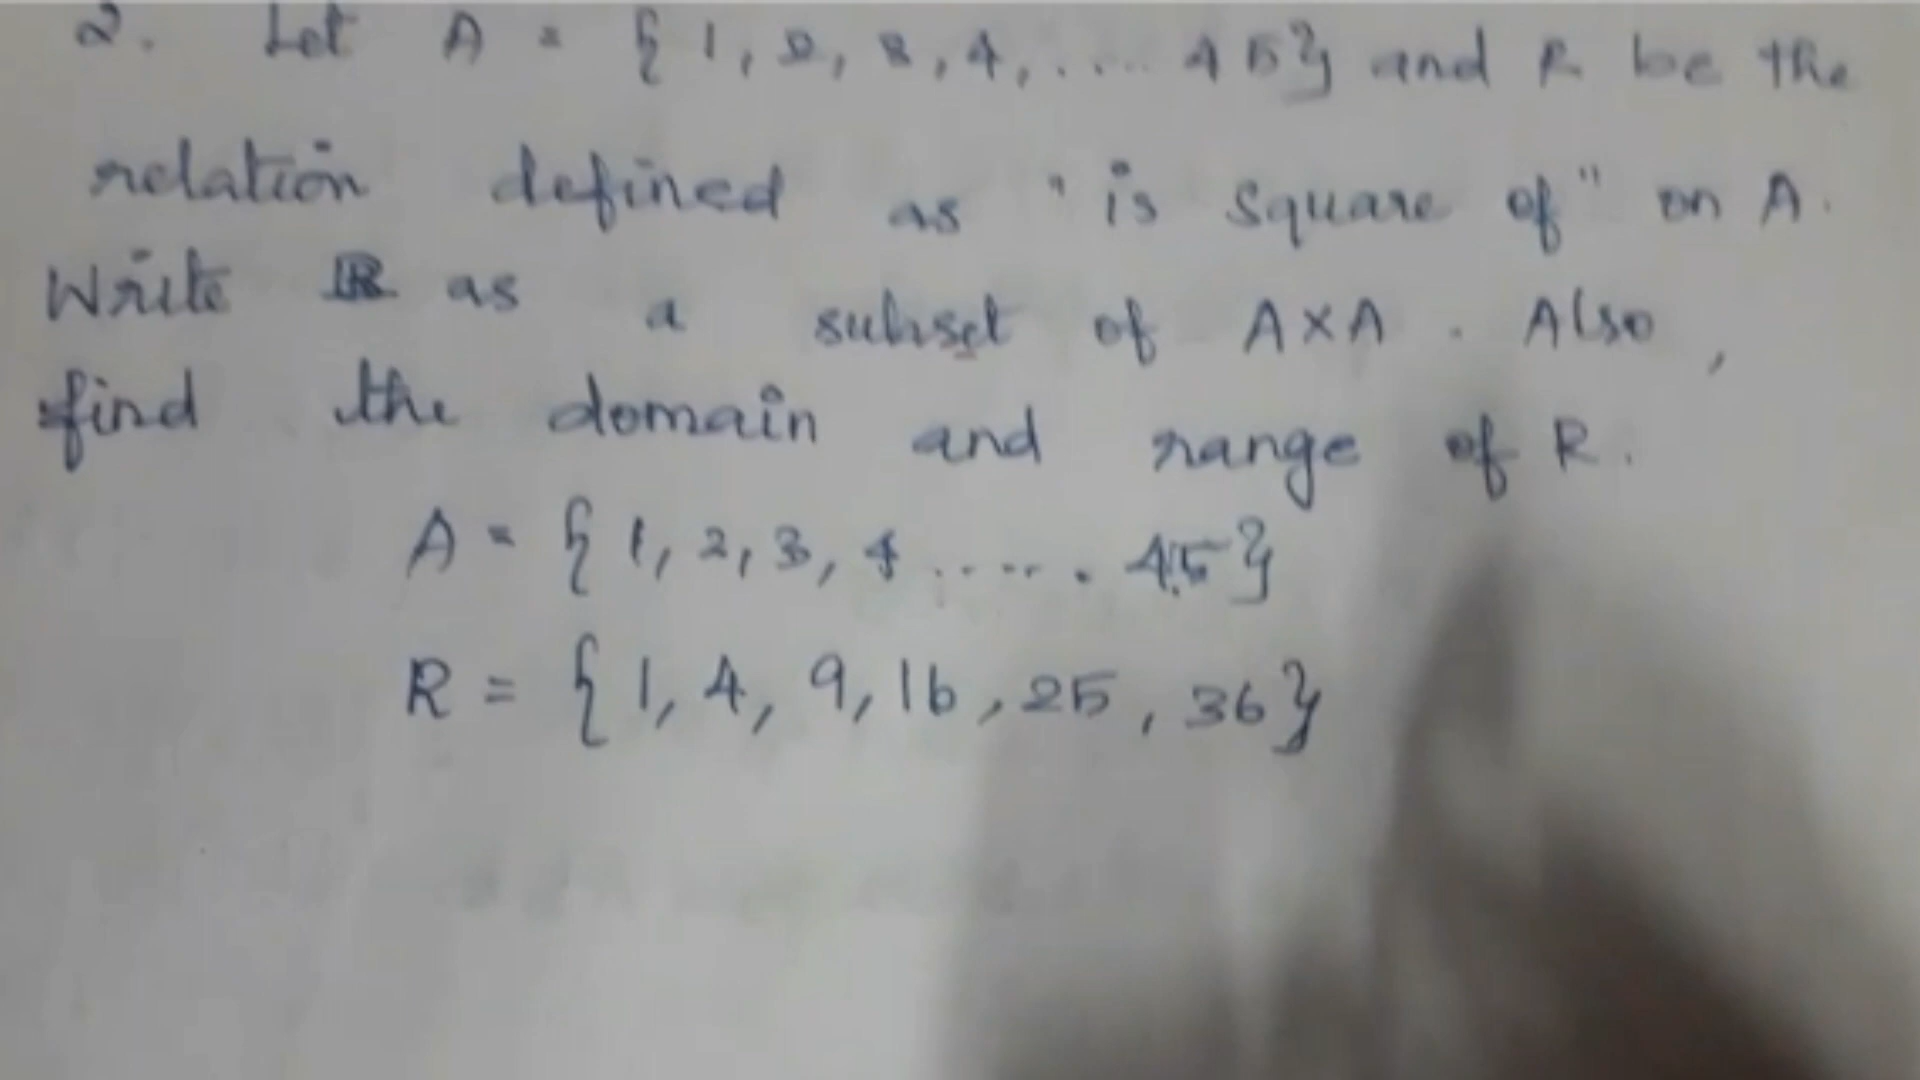 2. Let A = { 1, 2, 3, 4, .... 45} and R be the
relation defined as "is square of" on A.
Write R as a subset of A×A. Also,
find the domain and range of R.
A = { 1, 2, 3, 4 ..... 45}
R = { 1, 4, 9, 16, 25, 36}